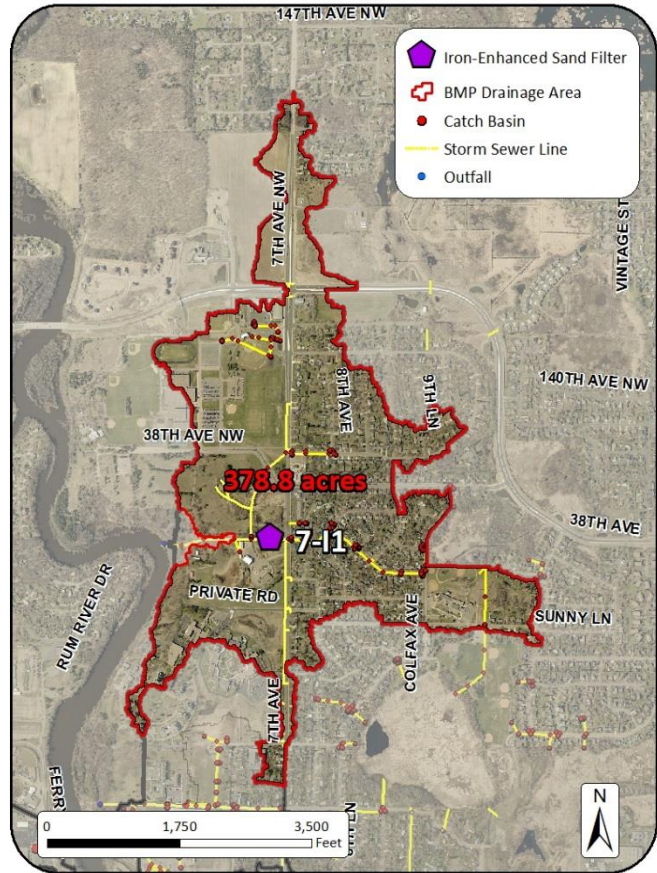 147TH AVE NW
Iron-Enhanced Sand Filter
BMP Drainage Area
Catch Basin
Storm Sewer Line
Outfall
7TH AVE NW
VINTAGE ST
8TH AVE
9TH LN
140TH AVE NW
38TH AVE NW
378.8 acres
38TH AVE
7-I1
PRIVATE RD
RUM RIVER DR
SUNNY LN
COLFAX AVE
7TH AVE
FERRY
LN
N
0 1,750 3,500
Feet